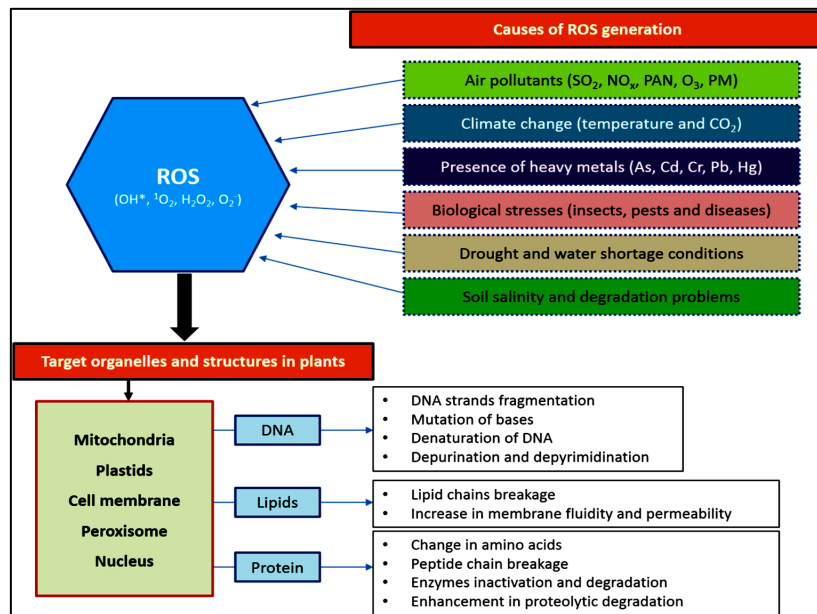 Causes of ROS generation
Air pollutants (SO₂, NOₓ, PAN, O₃, PM)
Climate change (temperature and CO₂)
Presence of heavy metals (As, Cd, Cr, Pb, Hg)
Biological stresses (insects, pests and diseases)
Drought and water shortage conditions
Soil salinity and degradation problems
ROS
(OH*, ¹O₂, H₂O₂, O₂⁻)
Target organelles and structures in plants
Mitochondria
Plastids
Cell membrane
Peroxisome
Nucleus
DNA
• DNA strands fragmentation
• Mutation of bases
• Denaturation of DNA
• Depurination and depyrimidination
Lipids
• Lipid chains breakage
• Increase in membrane fluidity and permeability
Protein
• Change in amino acids
• Peptide chain breakage
• Enzymes inactivation and degradation
• Enhancement in proteolytic degradation